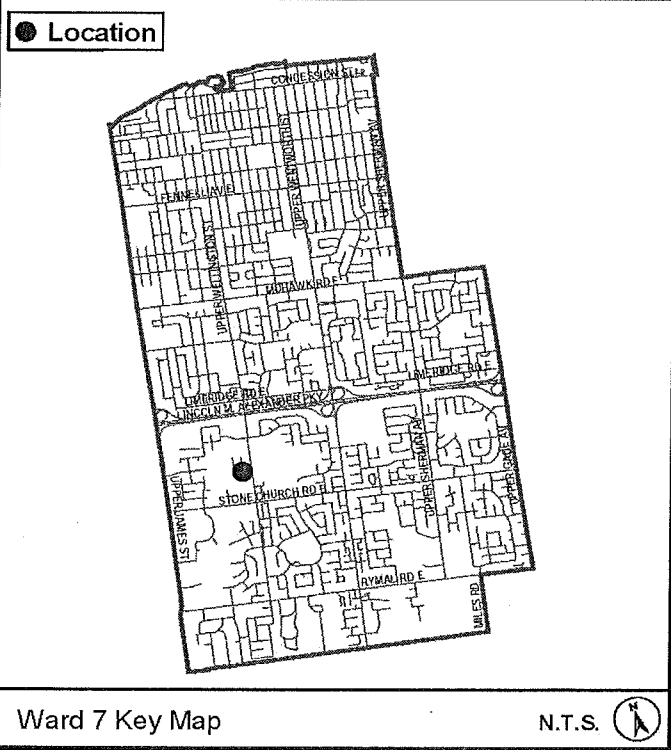 Location
CONCESSION ST
FENNELL AV E
UPPER WENTWORTH ST
UPPER SHERMAN AV
UPPER WELLINGTON ST
MOHAWK RD E
LIMERIDGE RD E
LIMERIDGE RD E
LINCOLN M. ALEXANDER PKY
UPPER SHERMAN AV
UPPER GAGE AV
STONE CHURCH RD E
UPPER JAMES ST
RYMAL RD E
MILES RD
Ward 7 Key Map
N.T.S.
N